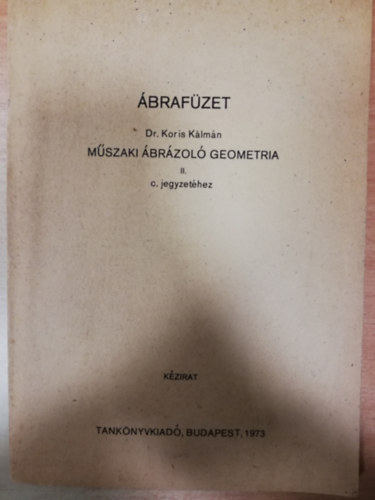 ÁBRAFÜZET
Dr. Koris Kálmán
MŰSZAKI ÁBRÁZOLÓ GEOMETRIA
II.
c. jegyzetéhez
KÉZIRAT
TANKÖNYVKIADÓ, BUDAPEST, 1973